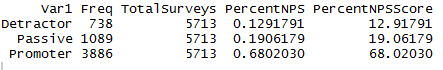 Var1 Freq TotalSurveys PercentNPS PercentNPSScore
Detractor 738 5713 0.1291791 12.91791
Passive 1089 5713 0.1906179 19.06179
Promoter 3886 5713 0.6802030 68.02030